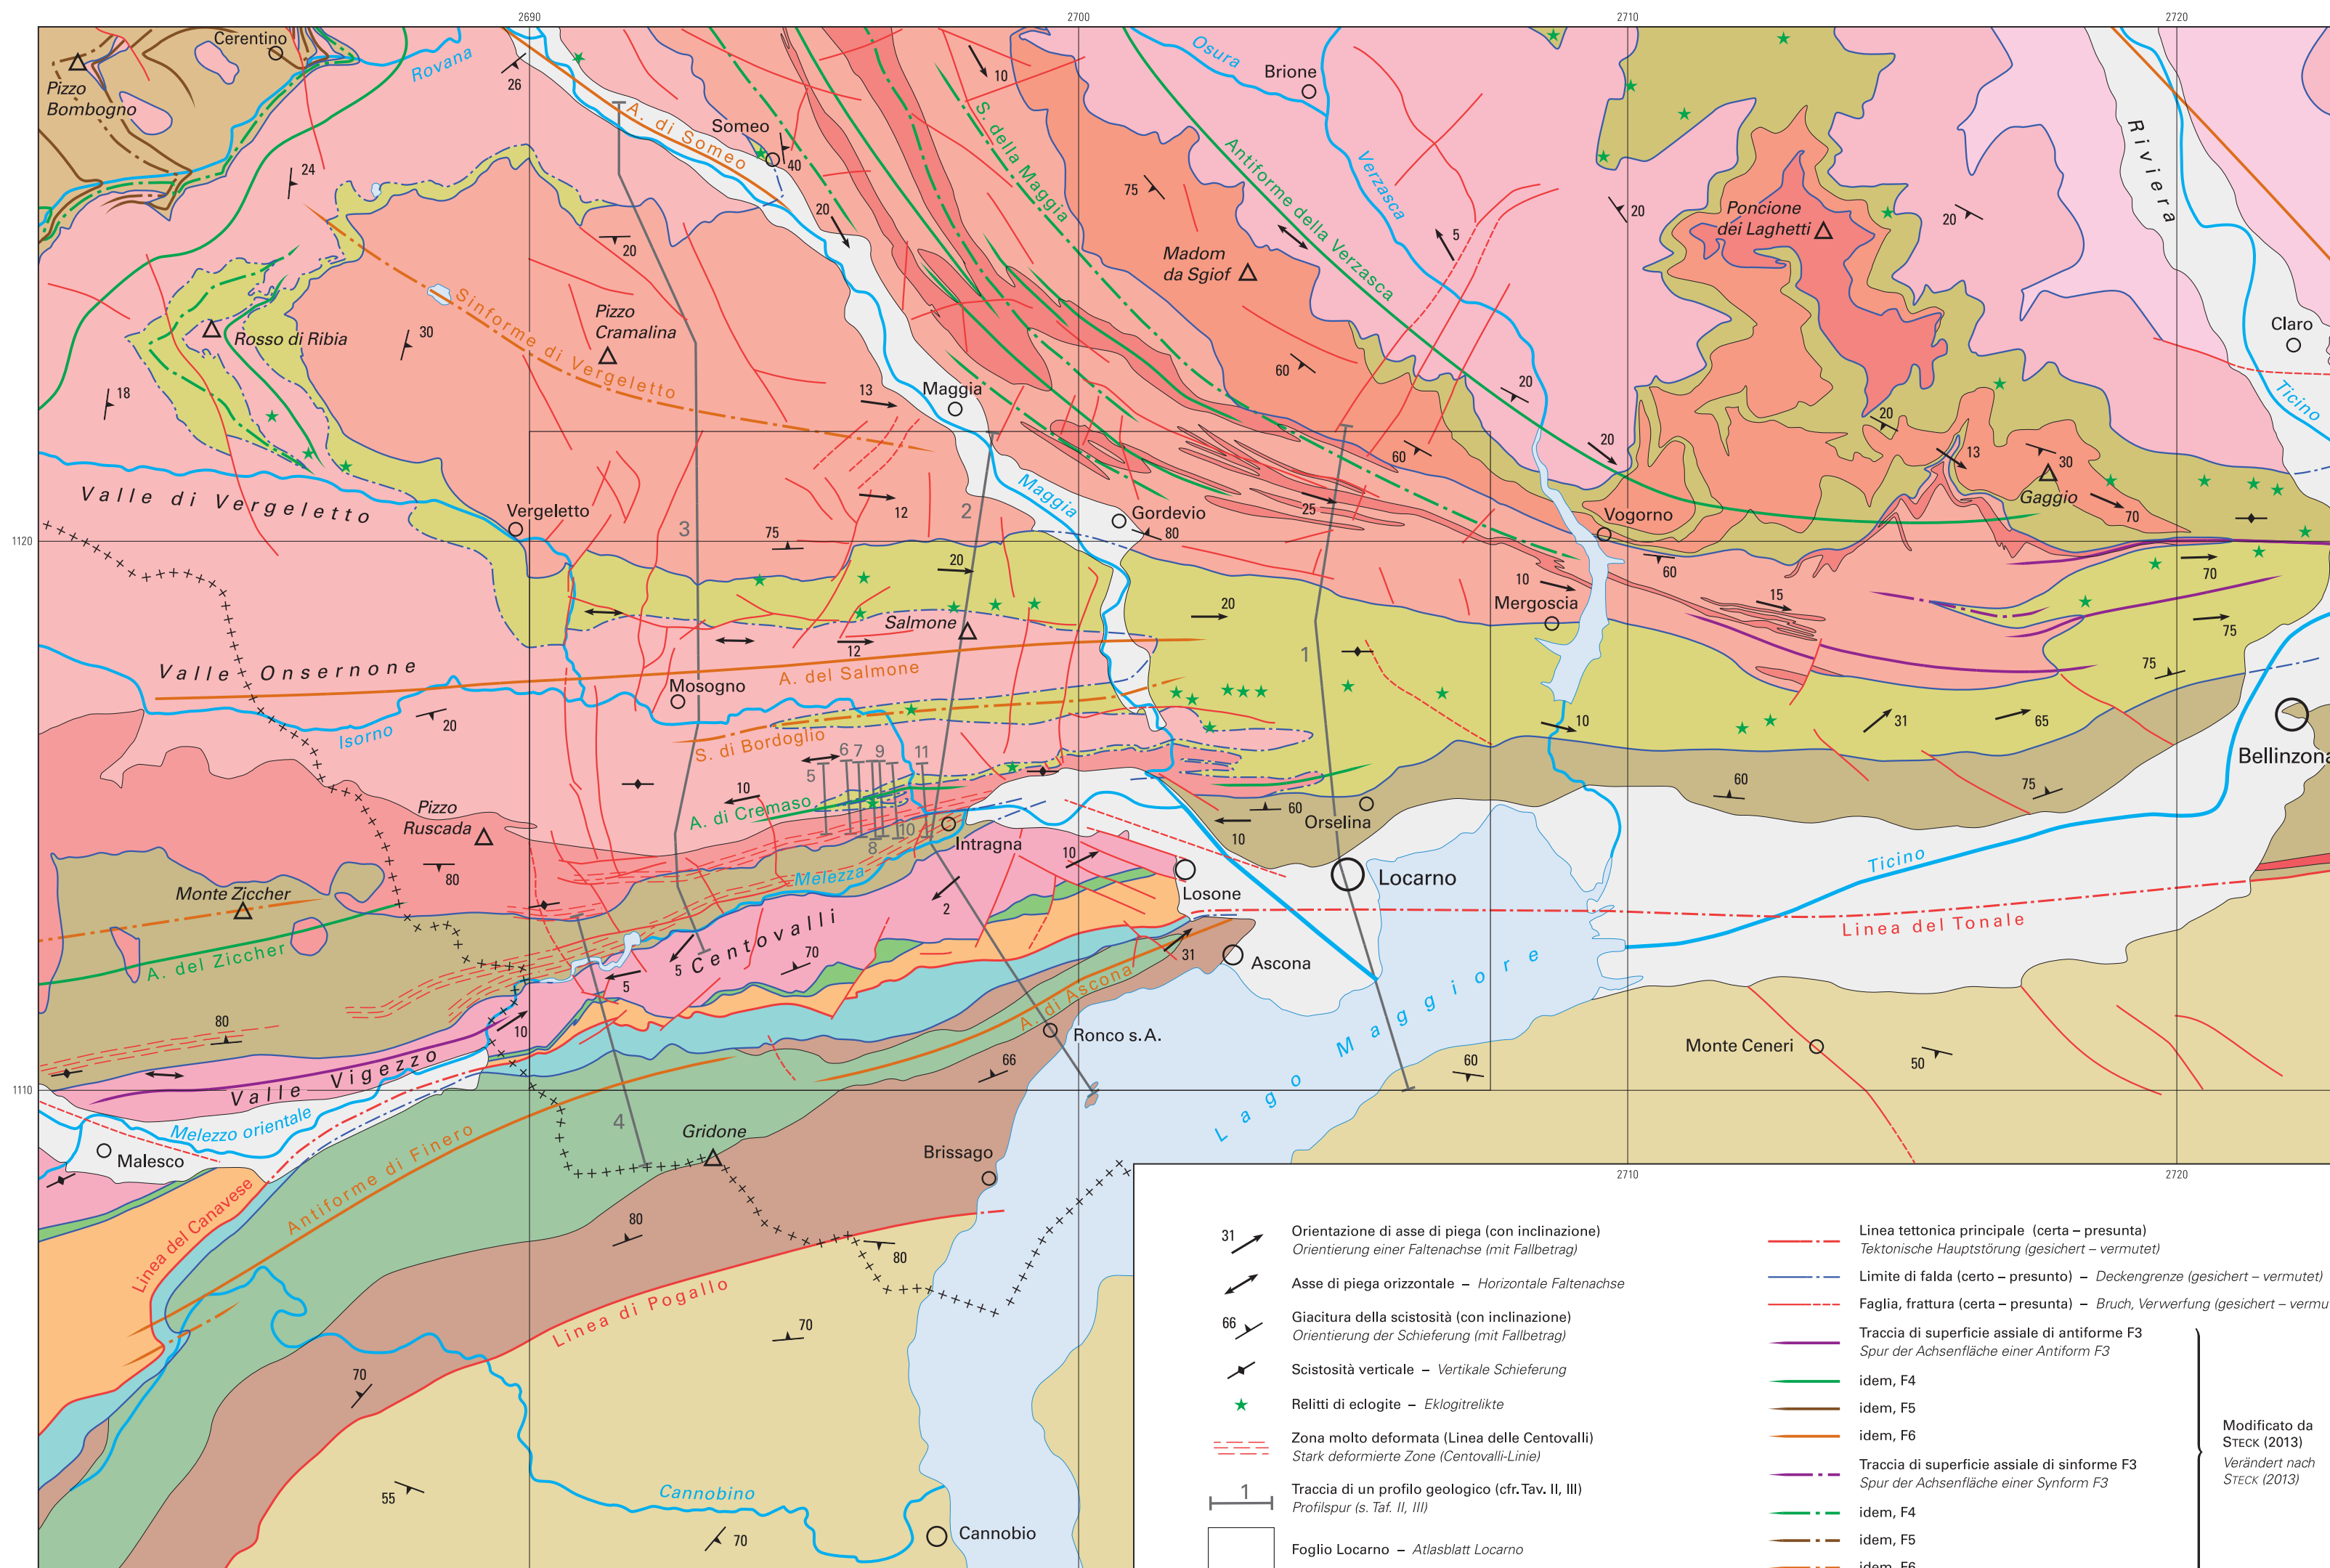 2690
2700
2710
2720
Cerentino
Rovana
Osura
Brione
Pizzo
Bombogno
26
10
A. di Someo
Someo
40
S. della Maggia
Antiforme della Verzasca
Verzasca
Riviera
24
75
20
20
20
Poncione
dei Laghetti
5
20
Madom
da Sgiof
Sinforme di Vergeletto
Pizzo
Cramalina
Rosso di Ribia
30
Claro
60
20
Ticino
18
13
Maggia
20
20
60
13
30
Gaggio
Valle di Vergeletto
Vergeletto
3
2
12
Maggia
Gordevio
80
25
Vogorno
70
1120
75
20
60
70
10
15
Mergoscia
Salmone
12
20
75
1
Valle Onsernone
A. del Salmone
Mosogno
75
20
Isorno
S. di Bordoglio
10
31
65
Bellinzona
5
6
7
9
11
10
8
10
A. di Cremaso
60
60
75
Orselina
10
Pizzo
Ruscada
80
Intragna
10
Melezza
Losone
Locarno
Ticino
Monte Ziccher
2
Linea del Tonale
A. del Ziccher
Centovalli
70
5
5
31
Ascona
A. di Ascona
Lago Maggiore
80
10
Ronco s. A.
Monte Ceneri
50
66
60
Valle Vigezzo
1110
Melezzo orientale
Malesco
4
Gridone
Brissago
Antiforme di Finero
Linea del Canavese
80
80
Linea di Pogallo
70
70
55
Cannobino
70
Cannobio
2710
2720
31
Orientazione di asse di piega (con inclinazione)
Orientierung einer Faltenachse (mit Fallbetrag)
Asse di piega orizzontale – Horizontale Faltenachse
66
Giacitura della scistosità (con inclinazione)
Orientierung der Schieferung (mit Fallbetrag)
Scistosità verticale – Vertikale Schieferung
Relitti di eclogite – Eklogitrelikte
Zona molto deformata (Linea delle Centovalli)
Stark deformierte Zone (Centovalli-Linie)
1
Traccia di un profilo geologico (cfr. Tav. II, III)
Profilspur (s. Taf. II, III)
Foglio Locarno – Atlasblatt Locarno
Linea tettonica principale (certa – presunta)
Tektonische Hauptstörung (gesichert – vermutet)
Limite di falda (certo – presunto) – Deckengrenze (gesichert – vermutet)
Faglia, frattura (certa – presunta) – Bruch, Verwerfung (gesichert – vermu
Traccia di superficie assiale di antiforme F3
Spur der Achsenfläche einer Antiform F3
idem, F4
idem, F5
idem, F6
Traccia di superficie assiale di sinforme F3
Spur der Achsenfläche einer Synform F3
idem, F4
idem, F5
idem, F6
Modificato da
STECK (2013)
Verändert nach
STECK (2013)